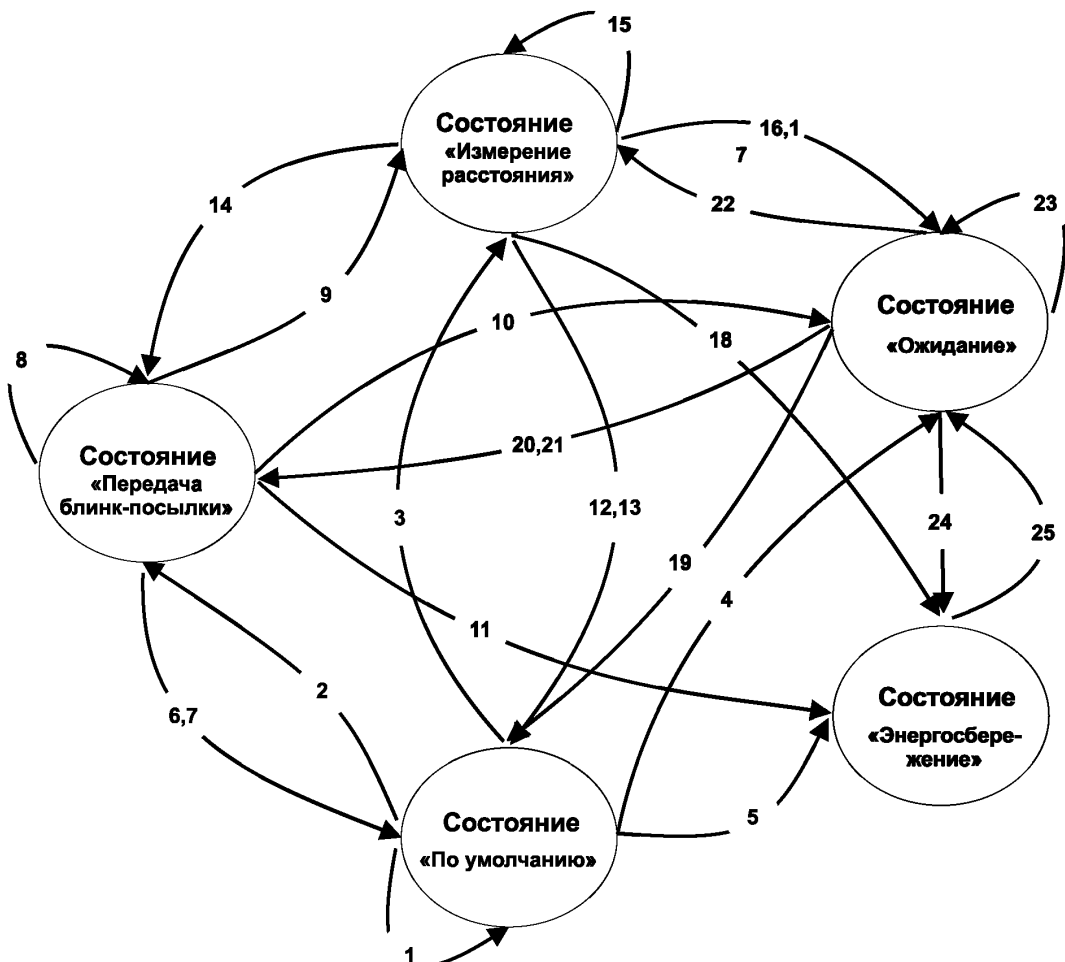 15
Состояние
«Измерение
расстояния»
16,1
7
14
22
23
9
10
Состояние
«Ожидание»
18
8
20,21
Состояние
«Передача
блинк-посылки»
3
12,13
24
25
19
4
11
2
6,7
Состояние
«Энергосбере-
жение»
5
Состояние
«По умолчанию»
1